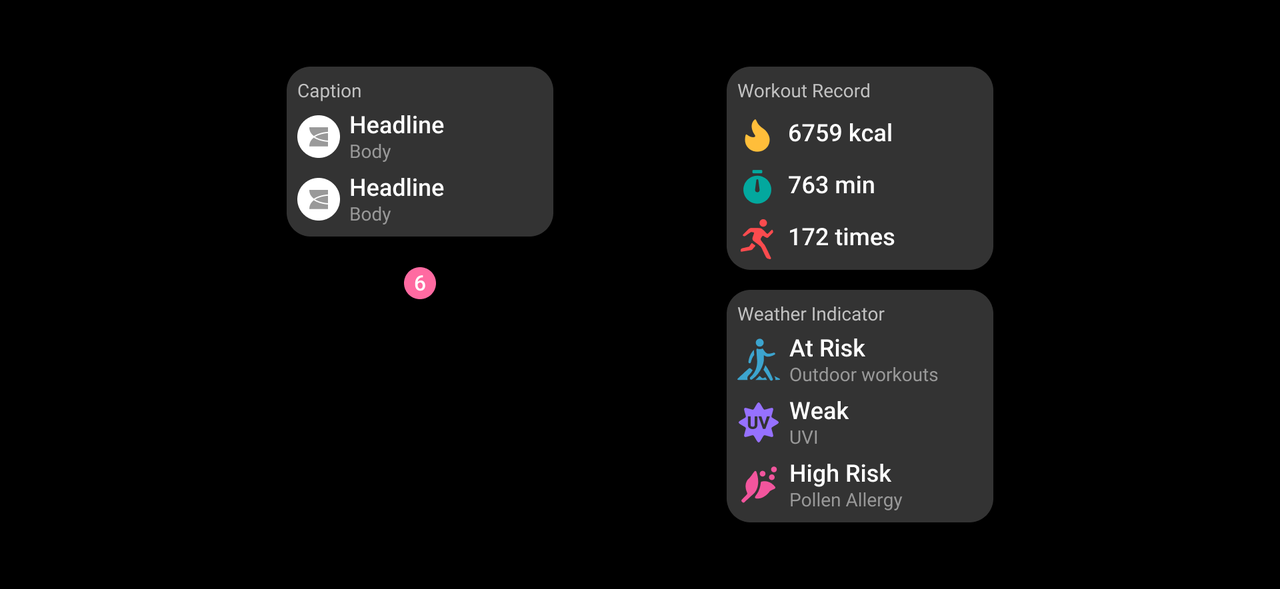 Caption
Headline
Body
Headline
Body
6
Workout Record
6759 kcal
763 min
172 times
Weather Indicator
At Risk
Outdoor workouts
UV
Weak
UVI
High Risk
Pollen Allergy